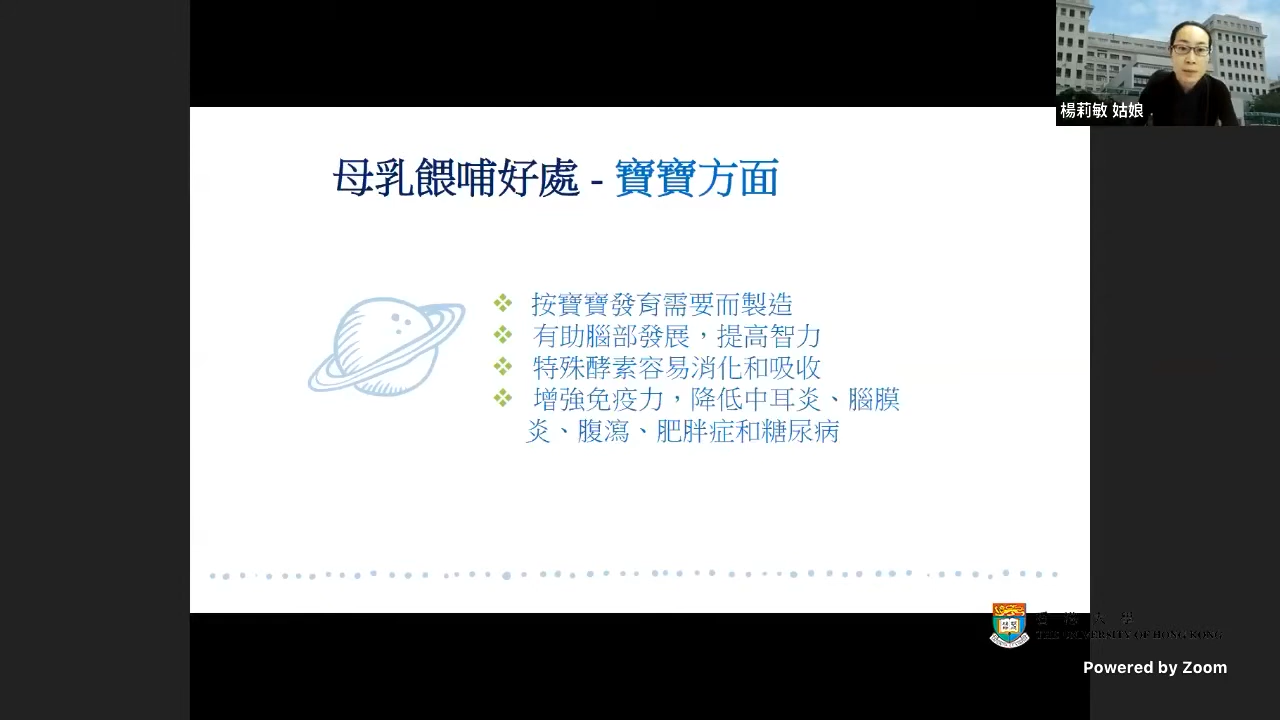 楊莉敏 姑娘
母乳餵哺好處 - 寶寶方面
❖ 按寶寶發育需要而製造
❖ 有助腦部發展，提高智力
❖ 特殊酵素容易消化和吸收
❖ 增強免疫力，降低中耳炎、腦膜
炎、腹瀉、肥胖症和糖尿病
香港大學
THE UNIVERSITY OF HONG KONG
Powered by Zoom